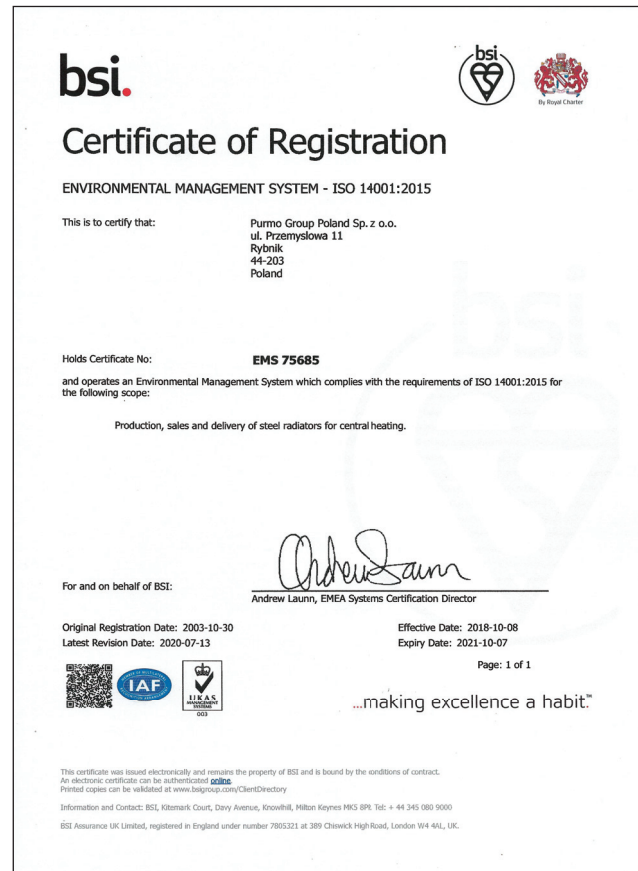 bsi.
bsi
By Royal Charter
Certificate of Registration
ENVIRONMENTAL MANAGEMENT SYSTEM - ISO 14001:2015
This is to certify that:
Purmo Group Poland Sp. z o.o.
ul. Przemyslowa 11
Rybnik
44-203
Poland
Holds Certificate No:
EMS 75685
and operates an Environmental Management System which complies with the requirements of ISO 14001:2015 for
the following scope:
Production, sales and delivery of steel radiators for central heating.
For and on behalf of BSI:
Andrew Launn, EMEA Systems Certification Director
Original Registration Date: 2003-10-30
Effective Date: 2018-10-08
Latest Revision Date: 2020-07-13
Expiry Date: 2021-10-07
Page: 1 of 1
IAF
UKAS
MANAGEMENT
SYSTEMS
003
...making excellence a habit.™
This certificate was issued electronically and remains the property of BSI and is bound by the conditions of contract.
An electronic certificate can be authenticated online.
Printed copies can be validated at www.bsigroup.com/ClientDirectory
Information and Contact: BSI, Kitemark Court, Davy Avenue, Knowlhill, Milton Keynes MK5 8PP. Tel: + 44 345 080 9000
BSI Assurance UK Limited, registered in England under number 7805321 at 389 Chiswick High Road, London W4 4AL, UK.